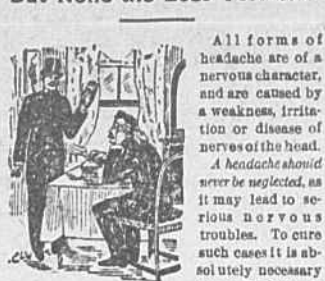 All forms of
headache are of a
nervous character,
and are caused by
a weakness, irrita-
tion or disease of
nerves of the head.
A headache should
never be neglected, as
it may lead to se-
rious nervous
troubles. To cure
such cases it is ab-
solutely necessary